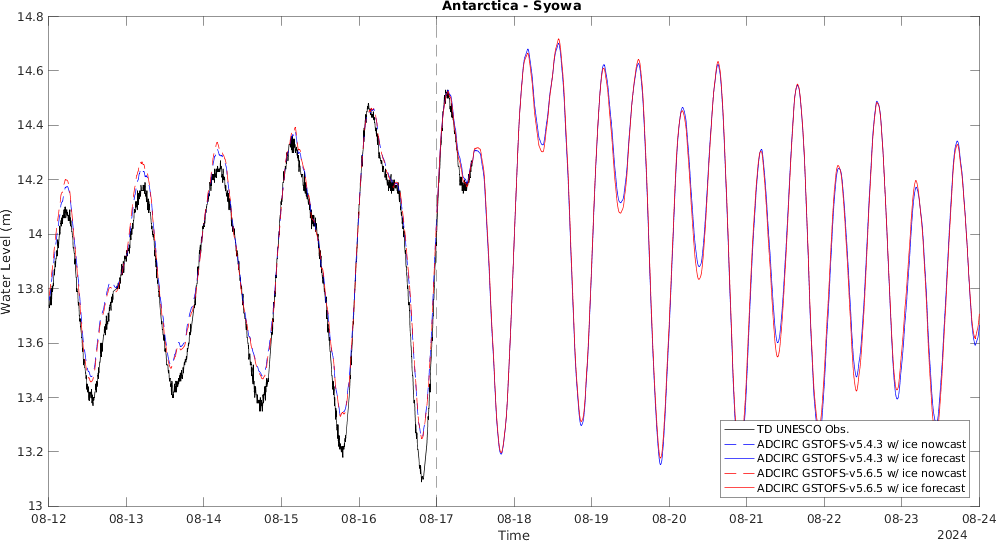 Antarctica - Syowa
14.8
14.6
14.4
14.2
14
13.8
13.6
13.4
13.2
13
Water Level (m)
08-12 08-13 08-14 08-15 08-16 08-17 08-18 08-19 08-20 08-21 08-22 08-23 08-24
Time
2024
TD UNESCO Obs.
ADCIRC GSTOFS-v5.4.3 w/ ice nowcast
ADCIRC GSTOFS-v5.4.3 w/ ice forecast
ADCIRC GSTOFS-v5.6.5 w/ ice nowcast
ADCIRC GSTOFS-v5.6.5 w/ ice forecast